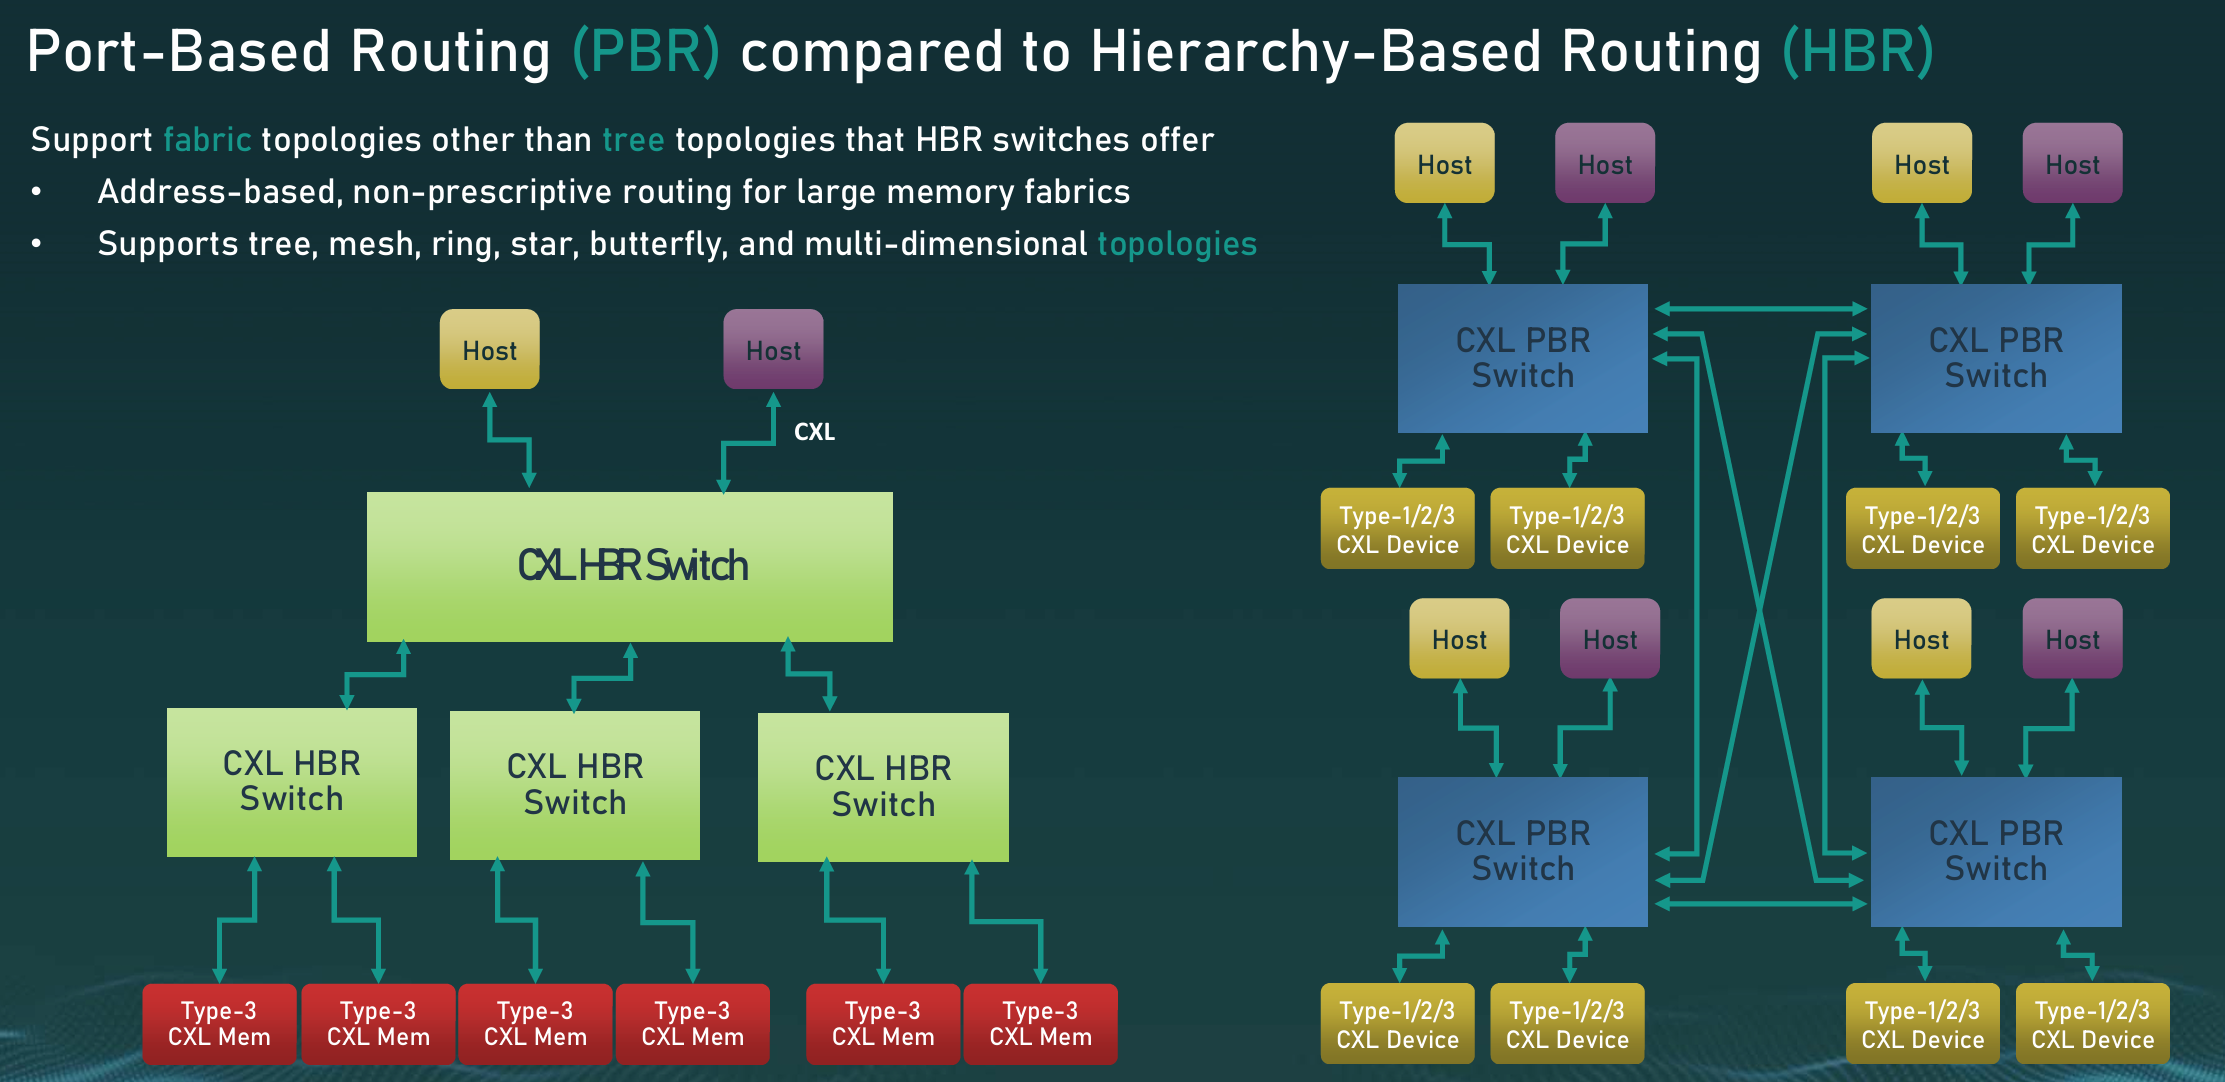 Port-Based Routing (PBR) compared to Hierarchy-Based Routing (HBR)
Support fabric topologies other than tree topologies that HBR switches offer
• Address-based, non-prescriptive routing for large memory fabrics
• Supports tree, mesh, ring, star, butterfly, and multi-dimensional topologies
Host
Host
CXL
CXL HBR Switch
CXL HBR
Switch
CXL HBR
Switch
CXL HBR
Switch
Type-3
CXL Mem
Type-3
CXL Mem
Type-3
CXL Mem
Type-3
CXL Mem
Type-3
CXL Mem
Type-3
CXL Mem
Host
Host
Host
Host
CXL PBR
Switch
CXL PBR
Switch
Type-1/2/3
CXL Device
Type-1/2/3
CXL Device
Type-1/2/3
CXL Device
Type-1/2/3
CXL Device
Host
Host
Host
Host
CXL PBR
Switch
CXL PBR
Switch
Type-1/2/3
CXL Device
Type-1/2/3
CXL Device
Type-1/2/3
CXL Device
Type-1/2/3
CXL Device